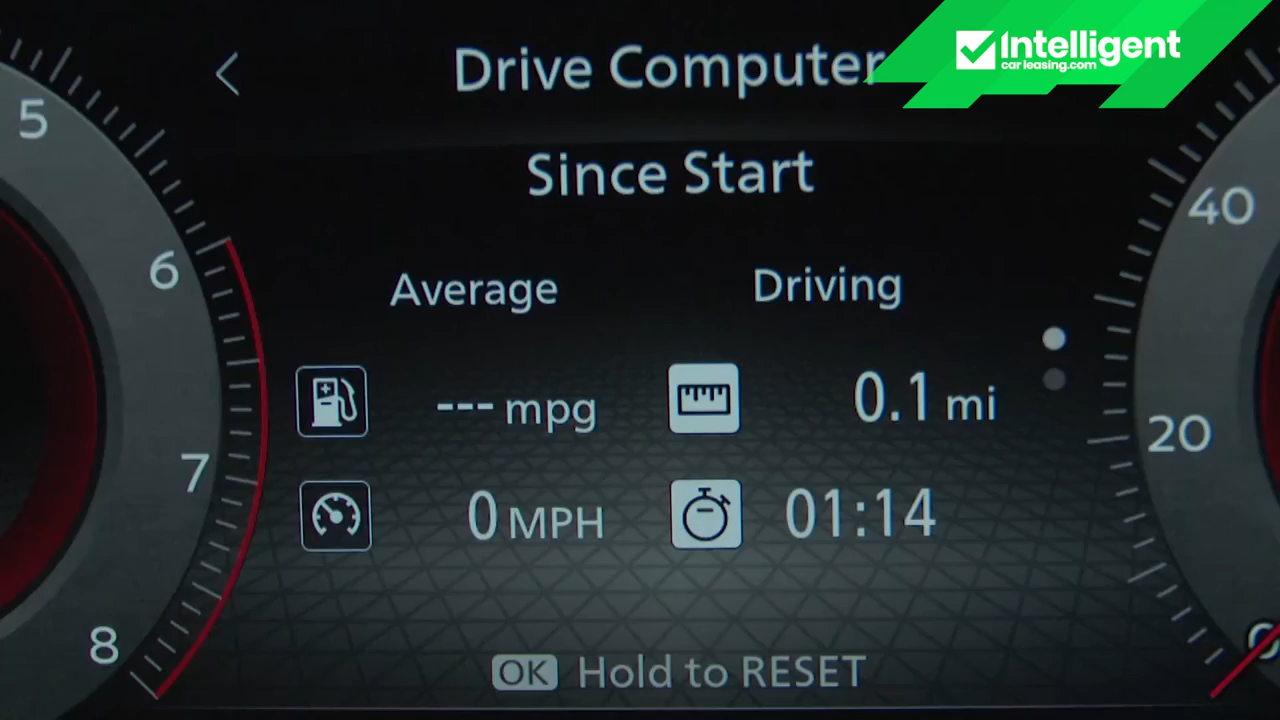 Intelligent
carleasing.com
Drive Computer
Since Start
Average
Driving
--- mpg
0.1 mi
0 MPH
01:14
OK Hold to RESET
5
6
7
8
40
20
0